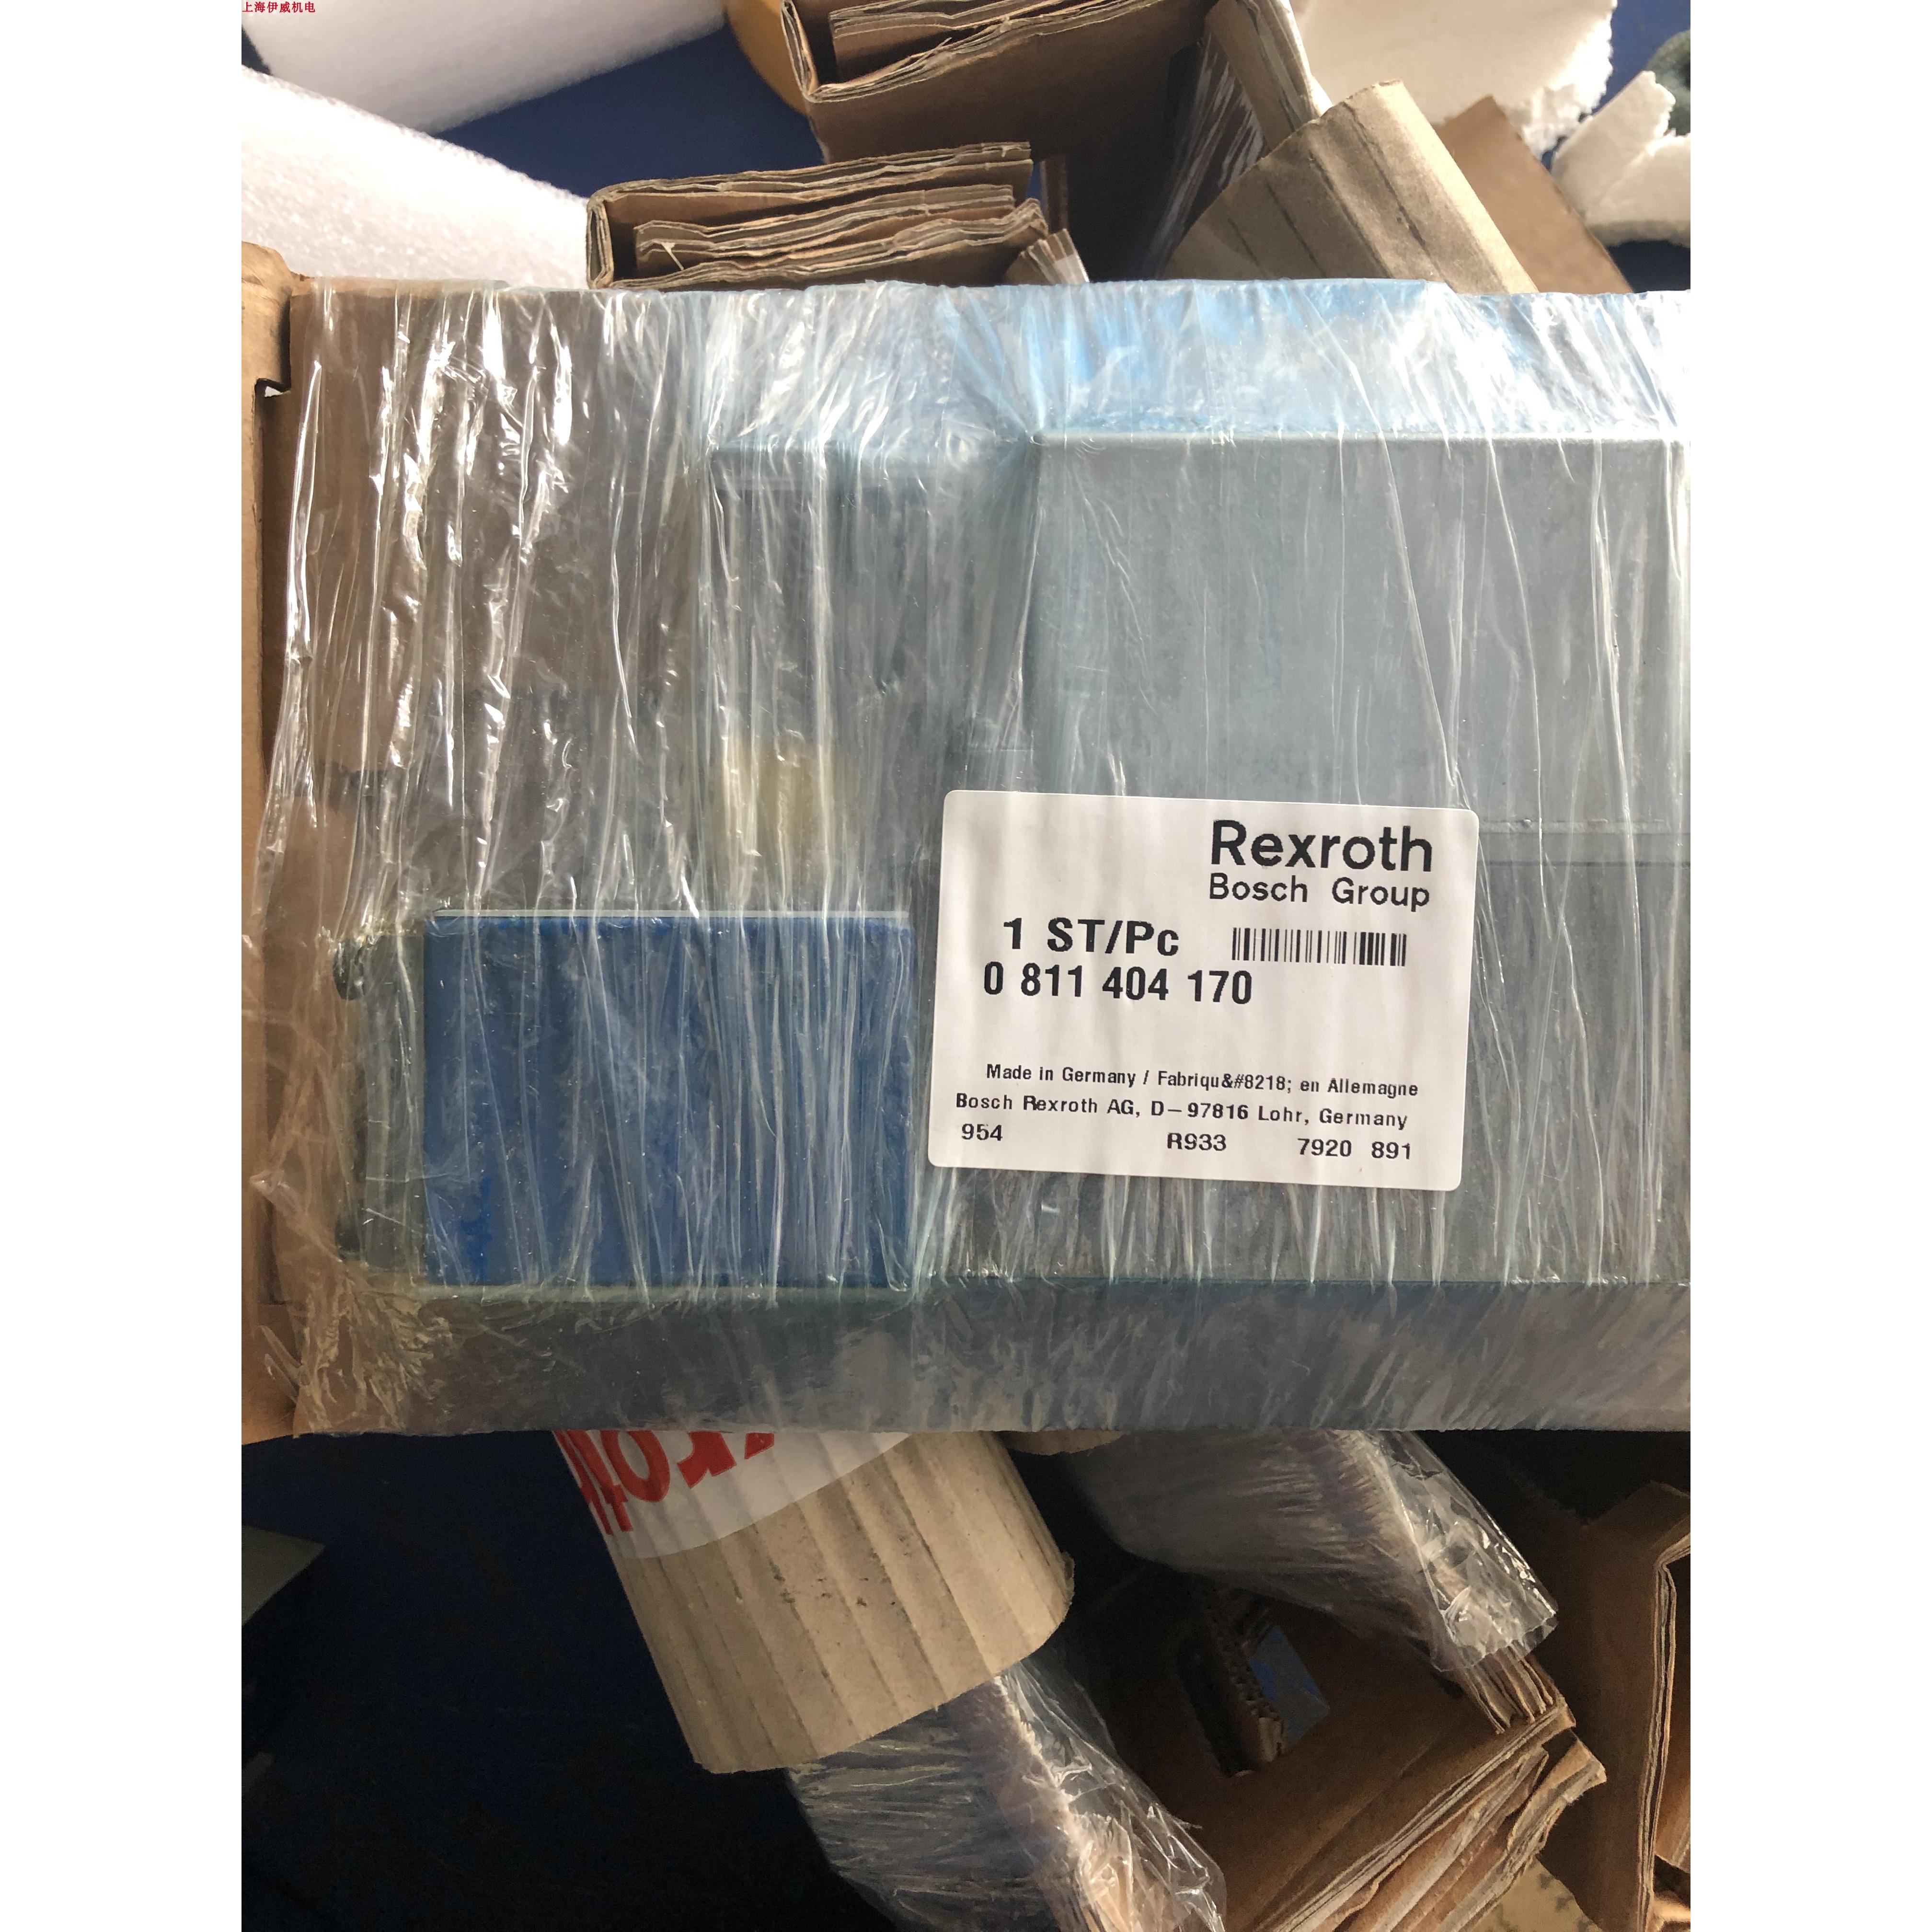 上海伊威机电
Rexroth
Bosch Group
1 ST/Pc
0 811 404 170
Made in Germany / Fabriqu&#8218; en Allemagne
Bosch Rexroth AG, D-97816 Lohr, Germany
954 R933 7920 891